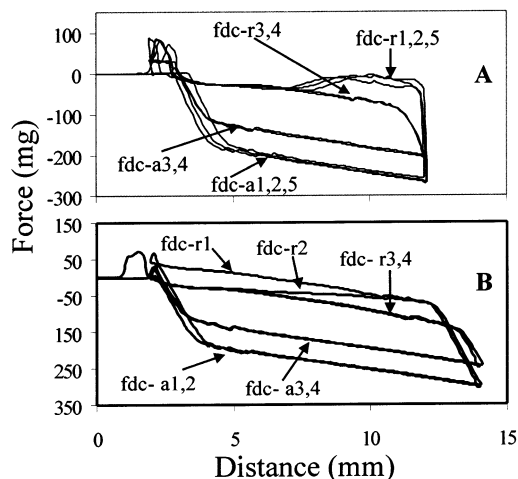 100
0
-100
-200
-300
fdc-r3,4
fdc-r1,2,5
A
fdc-a3,4
fdc-a1,2,5
Force (mg)
150
50
-50
150
250
350
fdc-r1
fdc-r2
fdc- r3,4
B
fdc- a1,2
fdc- a3,4
0 5 10 15
Distance (mm)